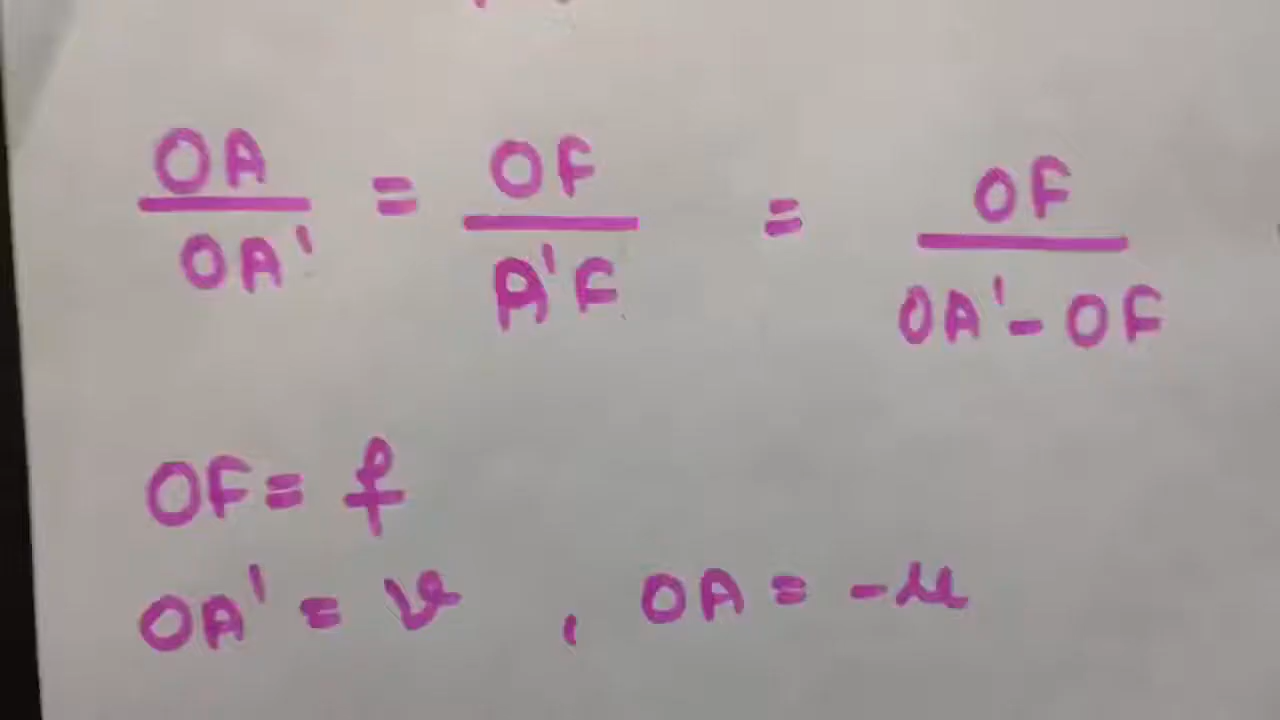 OA/OA' = OF/A'F = OF/OA'-OF
OF = f
OA' = v , OA = -u